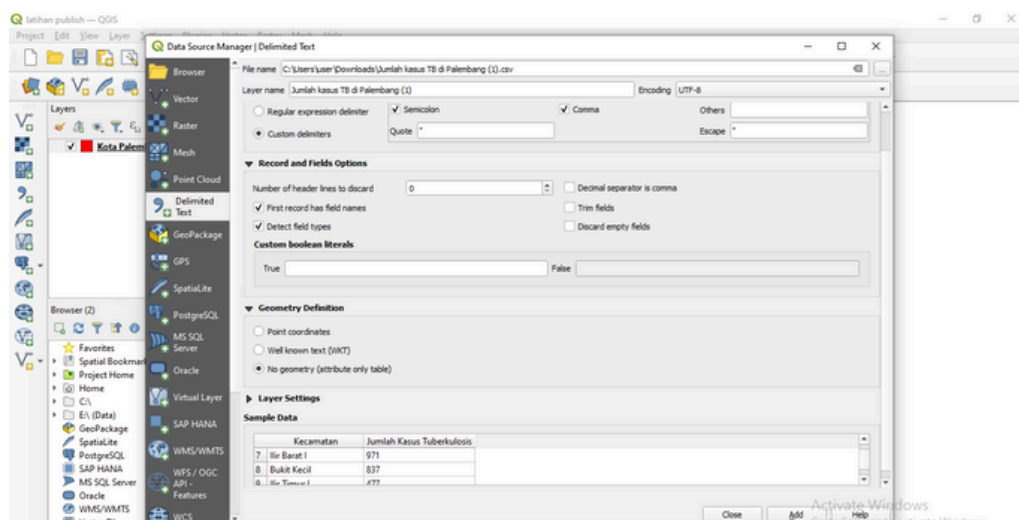 latihan publish — QGIS
Project Edit View Layer
Data Source Manager | Delimited Text
File name C:\Users\user\Downloads\Jumlah kasus TB di Palembang (1).csv
Layer name Jumlah kasus TB di Palembang (1) Encoding UTF-8
Regular expression delimiter Semicolon Comma Others
Custom delimiters Quote " Escape "
Record and Fields Options
Number of header lines to discard 0 Decimal separator is comma
First record has field names Trim fields
Detect field types Discard empty fields
Custom boolean literals
True False
Geometry Definition
Point coordinates
Well known text (WKT)
No geometry (attribute only table)
Layer Settings
Sample Data
Kecamatan Jumlah Kasus Tuberkulosis
7 Ilir Barat I 971
8 Bukit Kecil 837
9 Ilir Timur I 477
Close Add Help
Activate Windows
Browser
Vector
Raster
Mesh
Point Cloud
Delimited
Text
GeoPackage
GPS
SpatiaLite
PostgreSQL
MS SQL
Server
Oracle
Virtual Layer
SAP HANA
WMS/WMTS
WFS / OGC
API -
Features
WCS
Layers
Kota Palem
Browser (2)
Favorites
Spatial Bookmar
Project Home
Home
C:\
E:\ (Data)
GeoPackage
SpatiaLite
PostgreSQL
SAP HANA
MS SQL Server
Oracle
WMS/WMTS